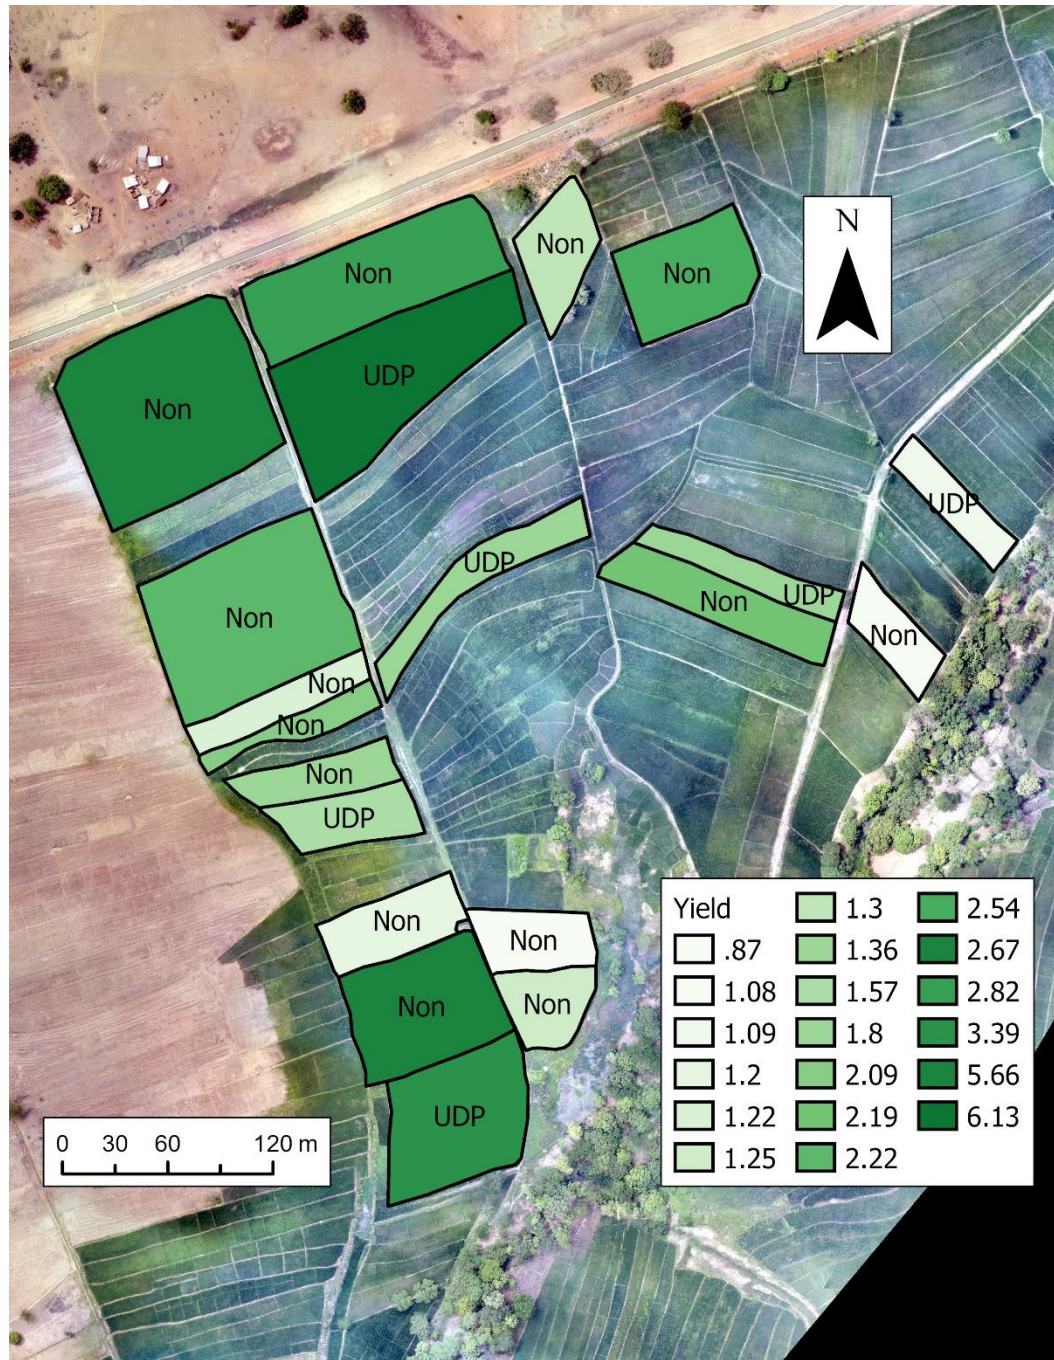 N
Non
Non
Non
Non
UDP
Non
UDP
UDP
UDP
Non
Non
Non
Non
Non
Non
UDP
Non
Non
Non
Non
UDP
Yield
.87
1.08
1.09
1.2
1.22
1.25
1.3
1.36
1.57
1.8
2.09
2.19
2.22
2.54
2.67
2.82
3.39
5.66
6.13
0 30 60 120 m